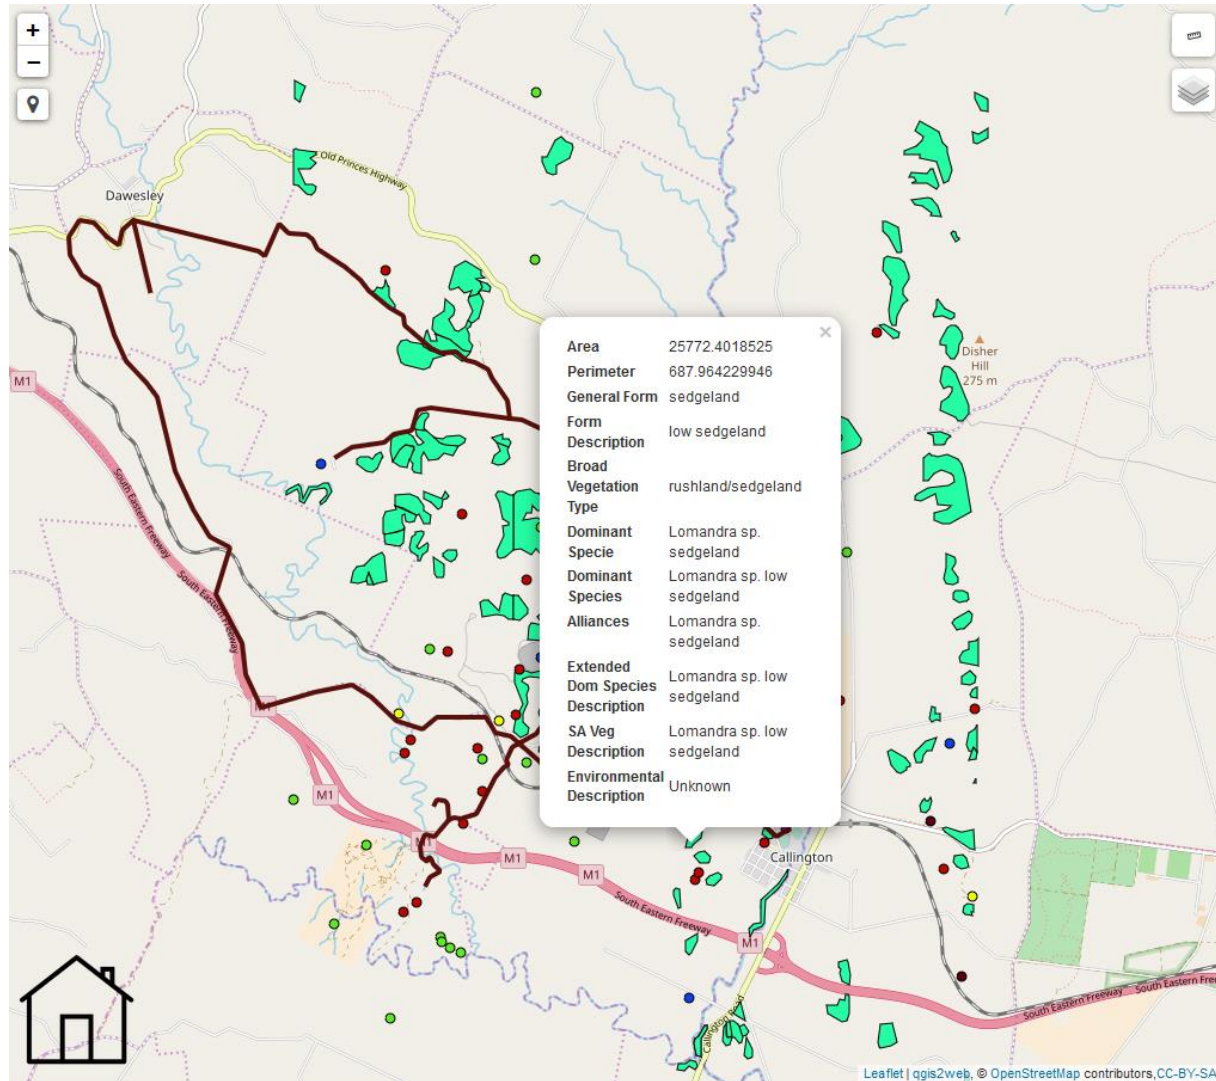 +
−
Old Princes Highway
Dawesley
M1
South Eastern Freeway
South Eastern Freeway
Disher
Hill
275 m
×
Area 25772.4018525
Perimeter 687.964229946
General Form sedgeland
Form
Description low sedgeland
Broad
Vegetation rushland/sedgeland
Type
Dominant Lomandra sp.
Specie sedgeland
Dominant Lomandra sp. low
Species sedgeland
Alliances Lomandra sp.
sedgeland
Extended
Dom Species Lomandra sp. low
Description sedgeland
SA Veg Lomandra sp. low
Description sedgeland
Environmental
Description Unknown
M1
M1
M1
M1
M1
South Eastern Freeway
M1
Callington
Callington Road
South Eastern Freeway
South Eastern Free
Leaflet | qgis2web, © OpenStreetMap contributors,CC-BY-SA